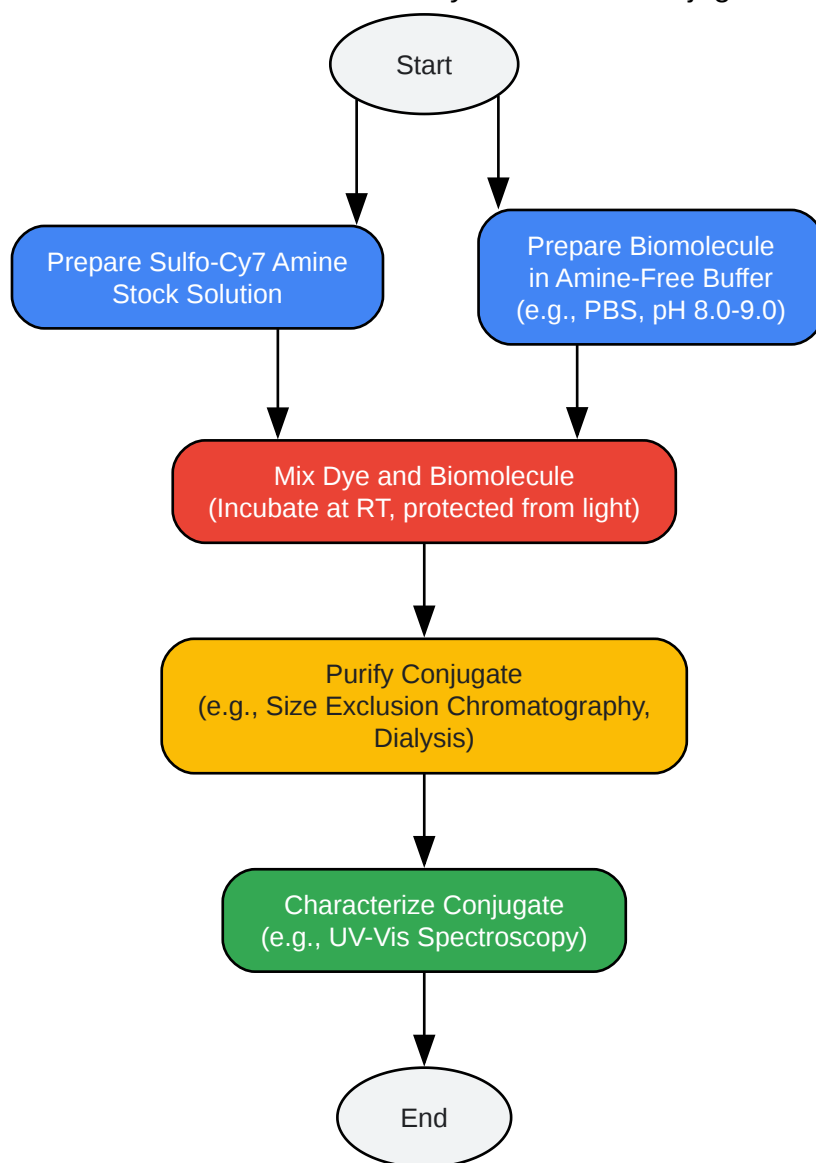 Start
Prepare Sulfo-Cy7 Amine
Stock Solution
Prepare Biomolecule
in Amine-Free Buffer
(e.g., PBS, pH 8.0-9.0)
Mix Dye and Biomolecule
(Incubate at RT, protected from light)
Purify Conjugate
(e.g., Size Exclusion Chromatography,
Dialysis)
Characterize Conjugate
(e.g., UV-Vis Spectroscopy)
End